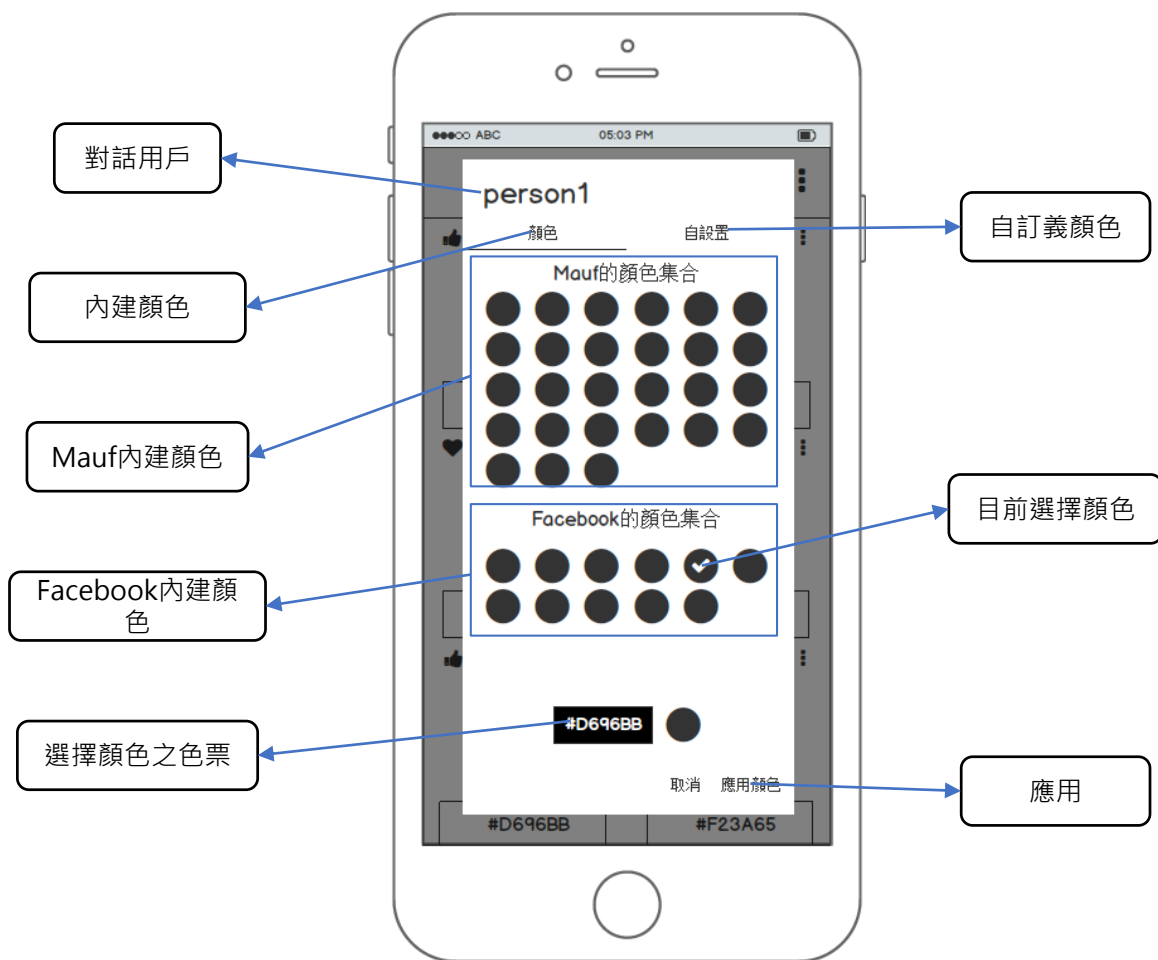 ABC 05:03 PM
對話用戶
person1
自訂義顏色
顏色 自設置
內建顏色
Mauf的顏色集合
Mauf內建顏色
目前選擇顏色
Facebook的顏色集合
Facebook內建顏
色
選擇顏色之色票
#D696BB
取消 應用顏色
應用
#D696BB #F23A65